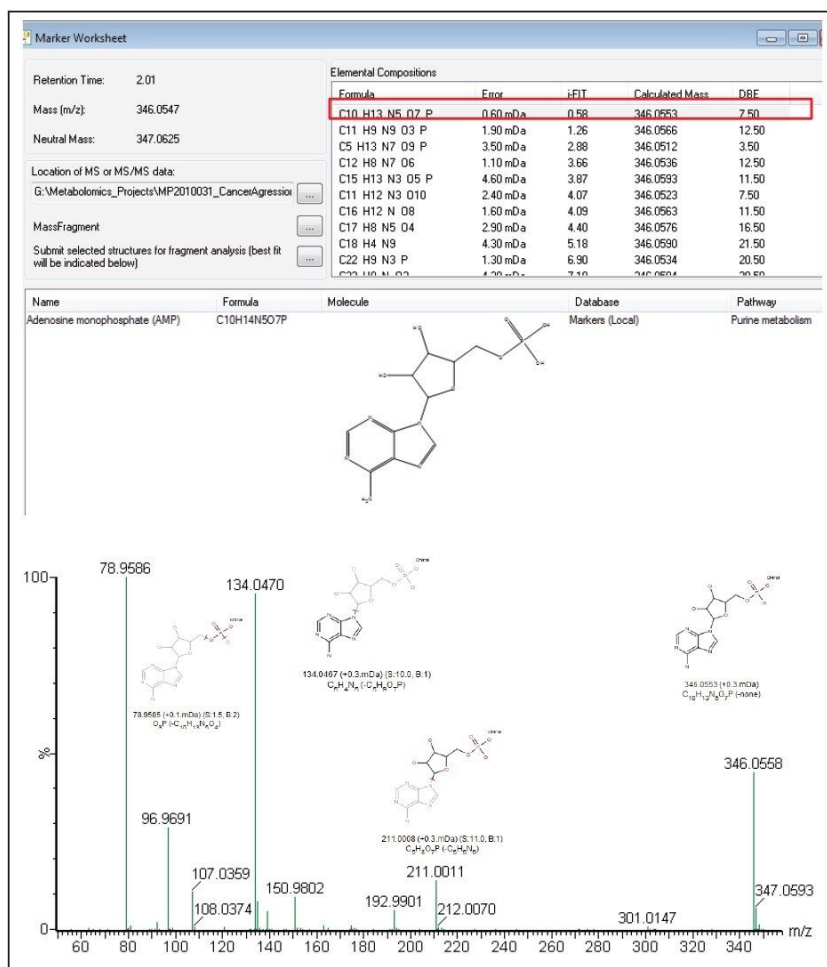 Marker Worksheet
Retention Time: 2.01
Mass (m/z): 346.0547
Neutral Mass: 347.0625
Location of MS or MS/MS data:
G:\Metabolomics_Projects\MP2010031_CancerAgression ...
MassFragment ...
Submit selected structures for fragment analysis (best fit
will be indicated below) ...
Elemental Compositions
Formula Error i-FIT Calculated Mass DBE
C10 H13 N5 O7 P 0.60 mDa 0.58 346.0553 7.50
C11 H9 N9 O3 P 1.90 mDa 1.26 346.0566 12.50
C5 H13 N7 O9 P 3.50 mDa 2.88 346.0512 3.50
C12 H8 N7 O6 1.10 mDa 3.66 346.0536 12.50
C15 H13 N3 O5 P 4.60 mDa 3.87 346.0593 11.50
C11 H12 N3 O10 2.40 mDa 4.07 346.0523 7.50
C16 H12 N O8 1.60 mDa 4.09 346.0563 11.50
C17 H8 N5 O4 2.90 mDa 4.40 346.0576 16.50
C18 H4 N9 4.30 mDa 5.18 346.0590 21.50
C22 H9 N3 P 1.30 mDa 6.90 346.0534 20.50
Name Formula Molecule Database Pathway
Adenosine monophosphate (AMP) C10H14N5O7P Markers (Local) Purine metabolism
78.9586
100
134.0470
134.0467 (+0.3 mDa) (S:10.0, B:1)
346.0553 (+0.3 mDa)
78.9585 (+0.1 mDa) (S:1.5, B:2)
%
346.0558
211.0008 (+0.3 mDa) (S:11.0, B:1)
96.9691
211.0011
107.0359
150.9802
192.9901
347.0593
108.0374
212.0070
301.0147
0
60 80 100 120 140 160 180 200 220 240 260 280 300 320 340 m/z